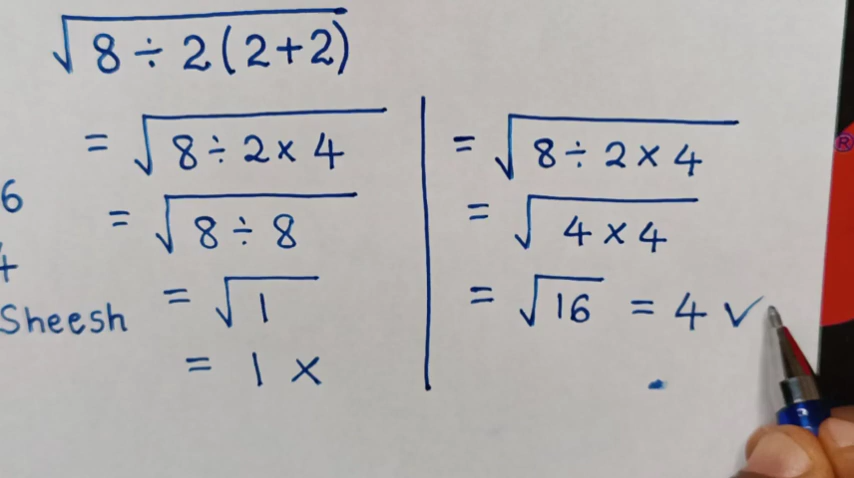 √8 ÷ 2(2+2)
= √8 ÷ 2 × 4
= √8 ÷ 8
= √1
= 1 ×
= √8 ÷ 2 × 4
= √4 × 4
= √16 = 4 ✓
6
4
Sheesh
®